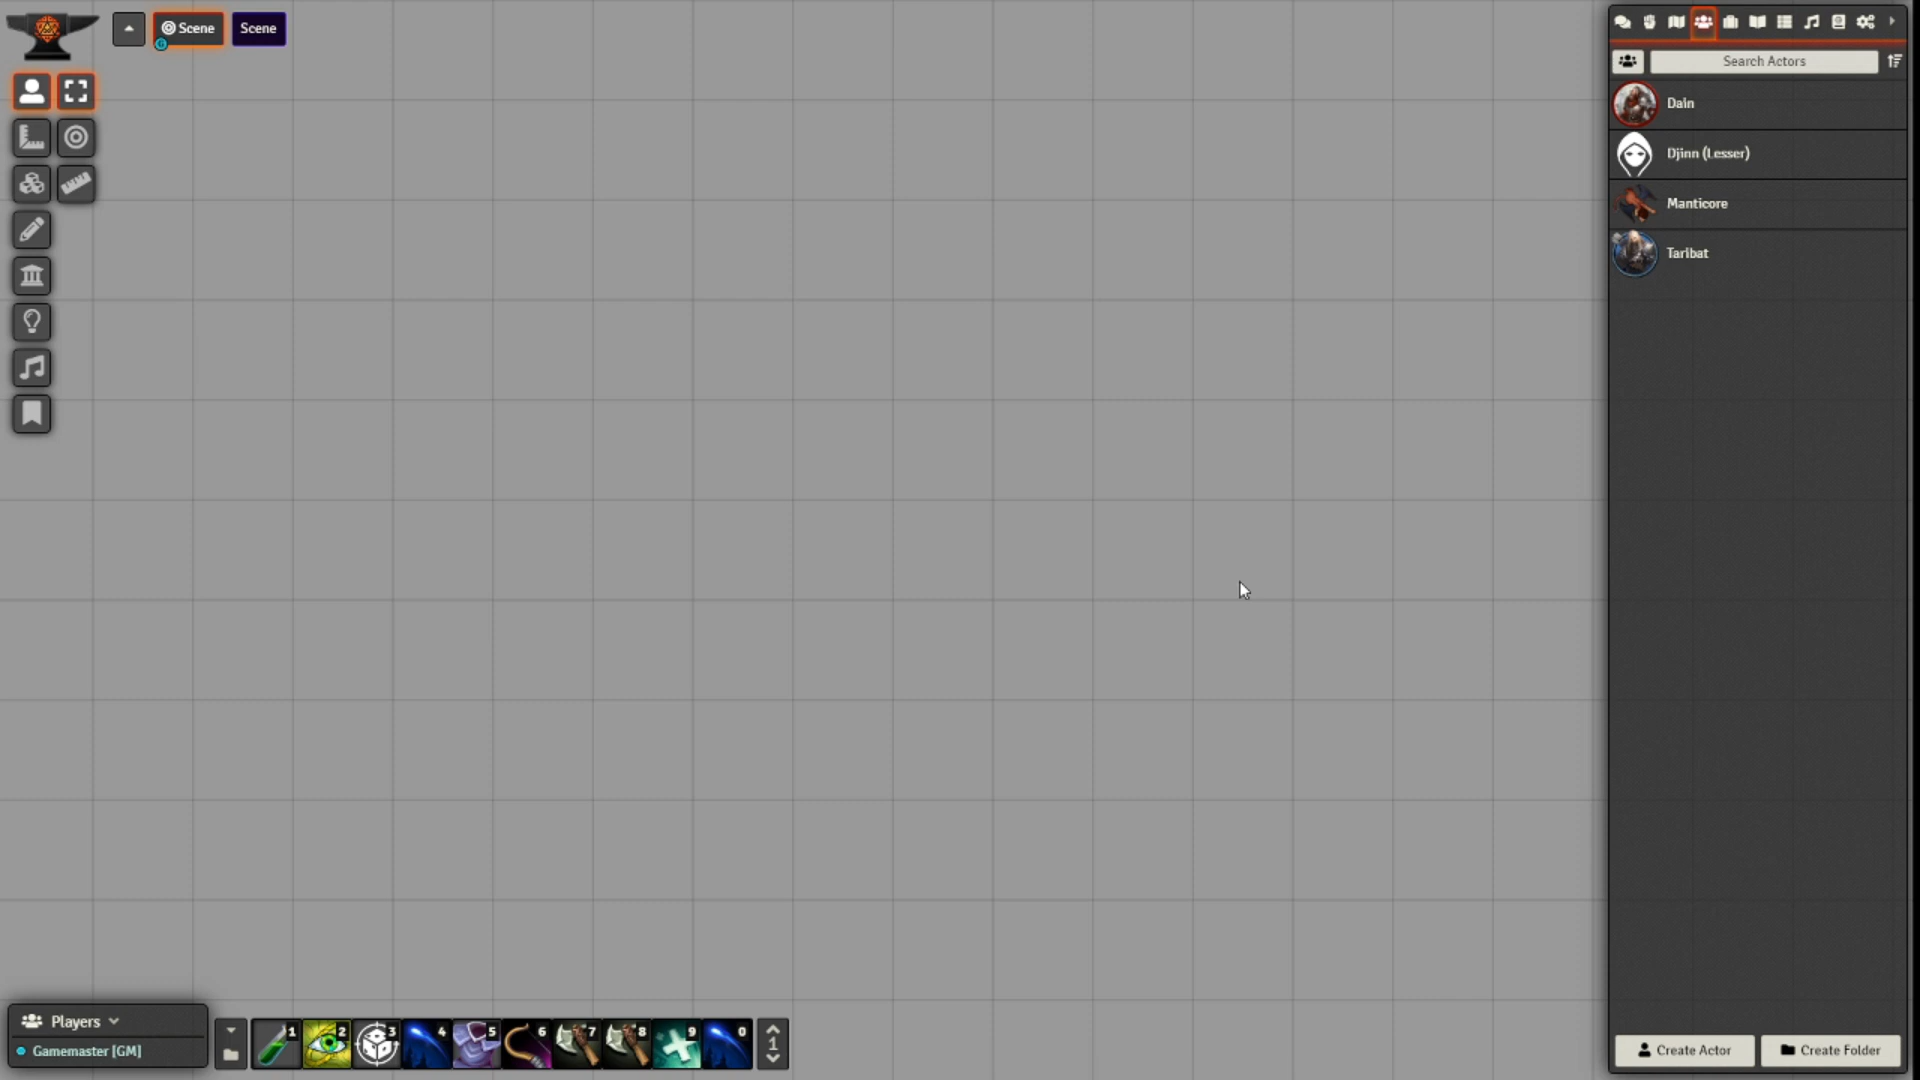 Scene
G
Scene
Search Actors
Dain
Djinn (Lesser)
Manticore
Taribat
Players
Gamemaster [GM]
1
2
3
4
5
6
7
8
9
0
1
Create Actor
Create Folder